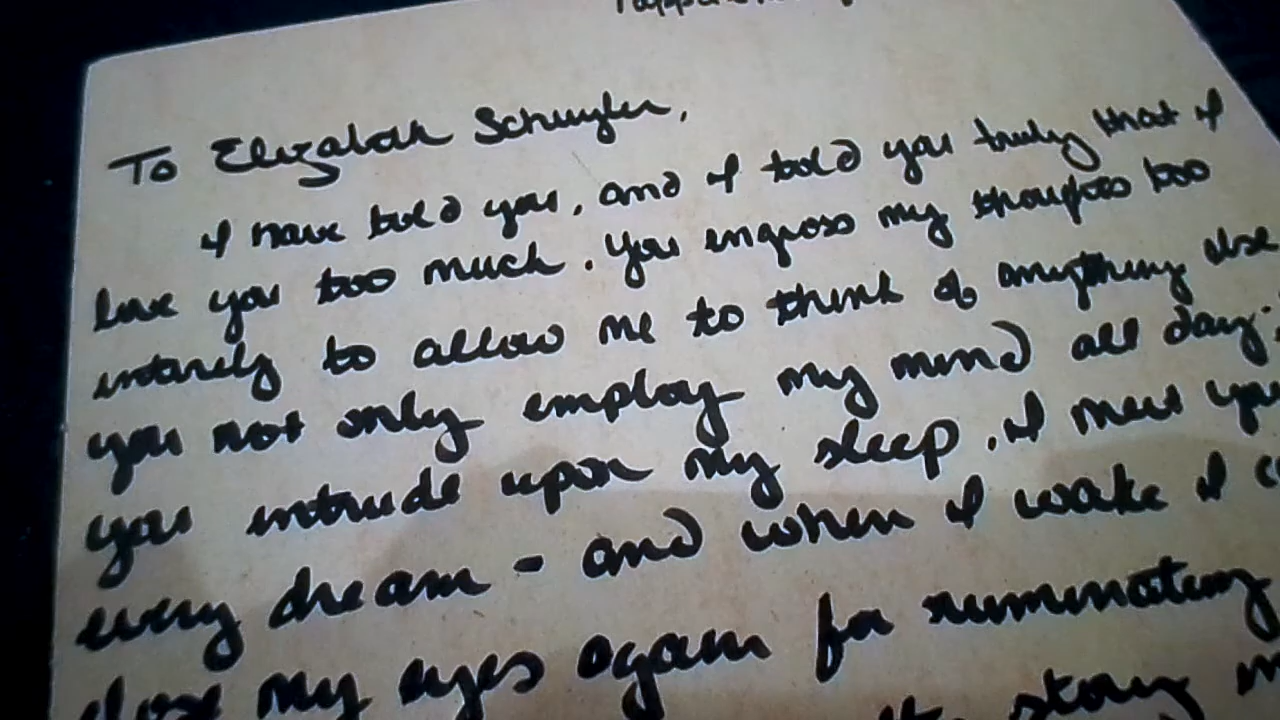 To Elizabeth Schuyler,
I have told you, and I told you truly that I
love you too much. You engross my thoughts too
entirely to allow me to think of anything else
you not only employ my mind all day;
you intrude upon my sleep. I meet you
every dream - and when I wake I
close my eyes again for ruminating
story